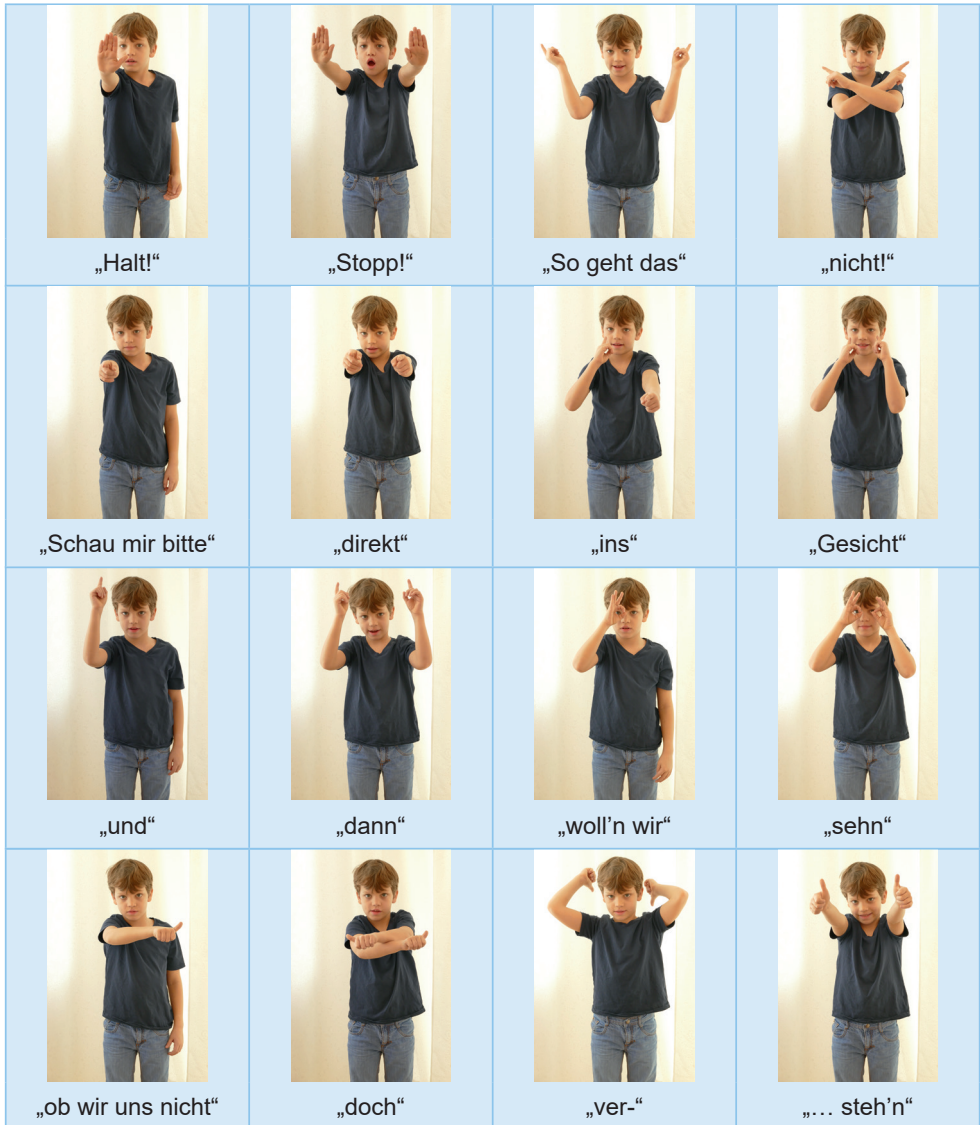 „Halt!“
„Stopp!“
„So geht das“
„nicht!“
„Schau mir bitte“
„direkt“
„ins“
„Gesicht“
„und“
„dann“
„woll’n wir“
„sehn“
„ob wir uns nicht“
„doch“
„ver-“
„… steh’n“